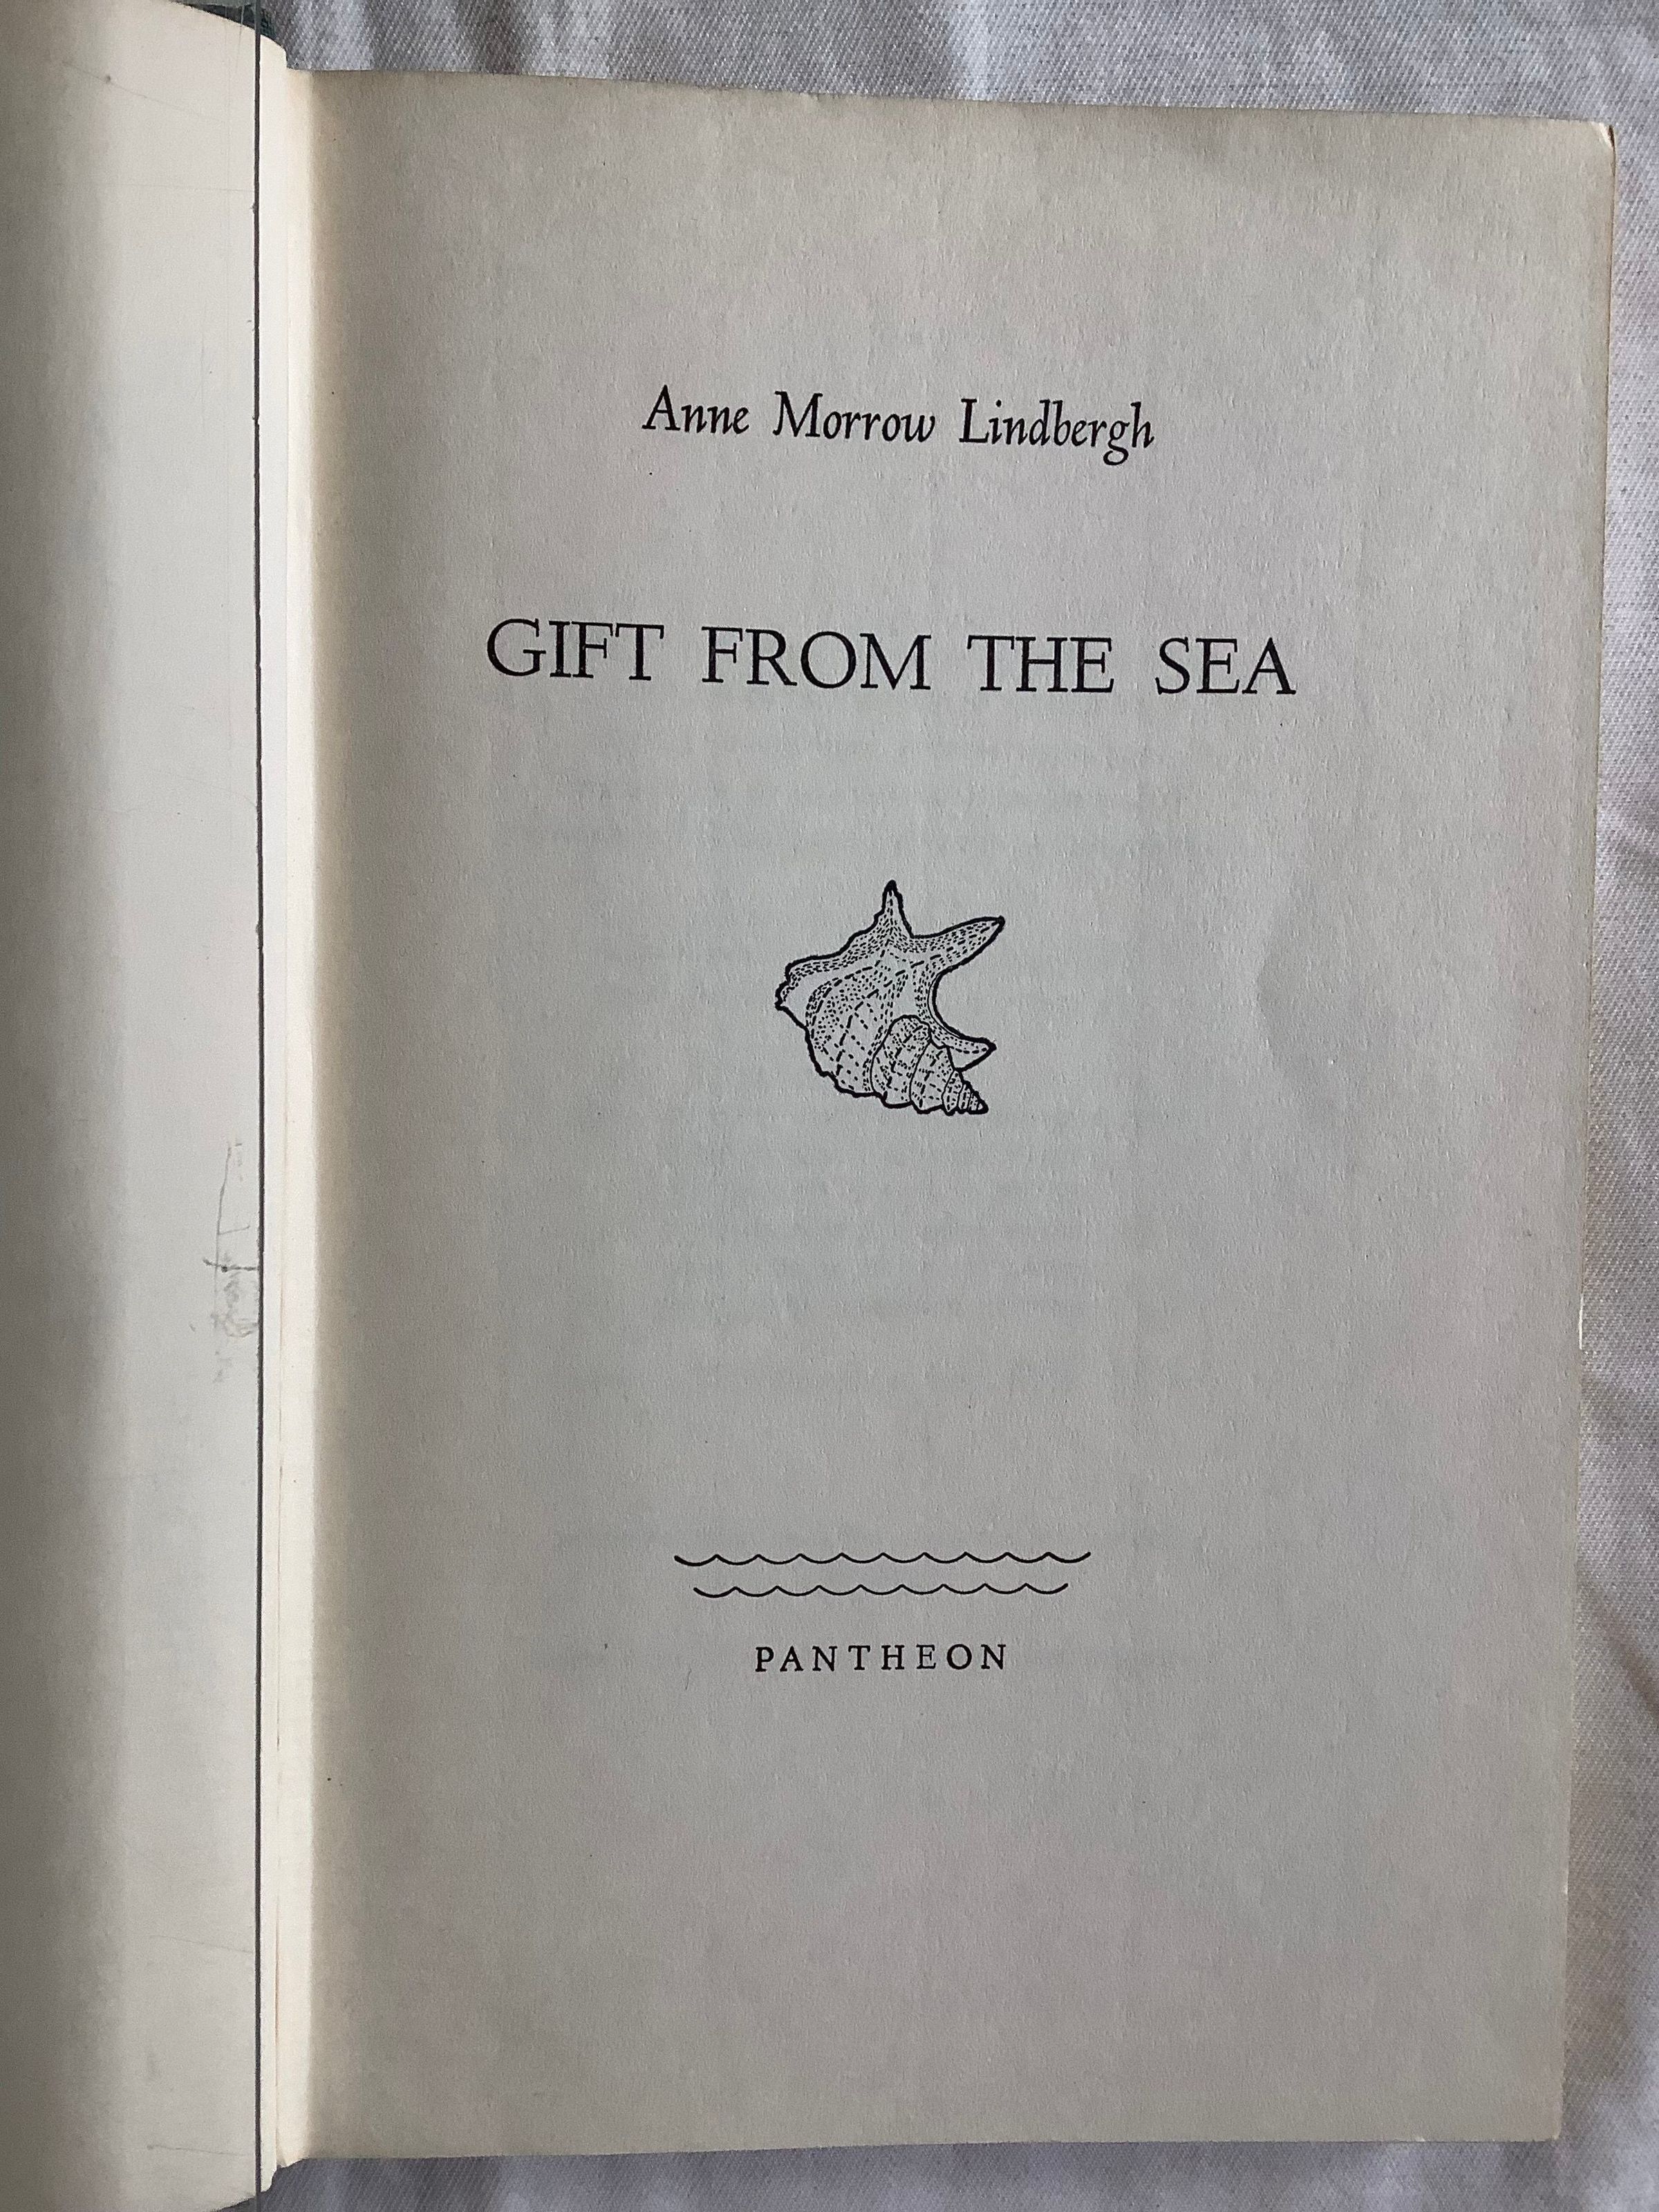 Anne Morrow Lindbergh
GIFT FROM THE SEA
PANTHEON